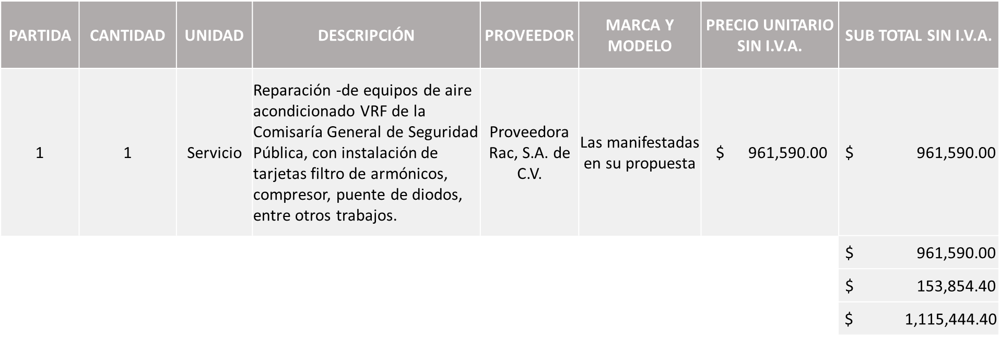 PARTIDA
CANTIDAD
UNIDAD
DESCRIPCIÓN
PROVEEDOR
MARCA Y
MODELO
PRECIO UNITARIO
SIN I.V.A.
SUB TOTAL SIN I.V.A.
1
1
Servicio
Reparación -de equipos de aire
acondicionado VRF de la
Comisaría General de Seguridad
Pública, con instalación de
tarjetas filtro de armónicos,
compresor, puente de diodos,
entre otros trabajos.
Proveedora
Rac, S.A. de
C.V.
Las manifestadas
en su propuesta
$ 961,590.00
$ 961,590.00
$ 961,590.00
$ 153,854.40
$ 1,115,444.40